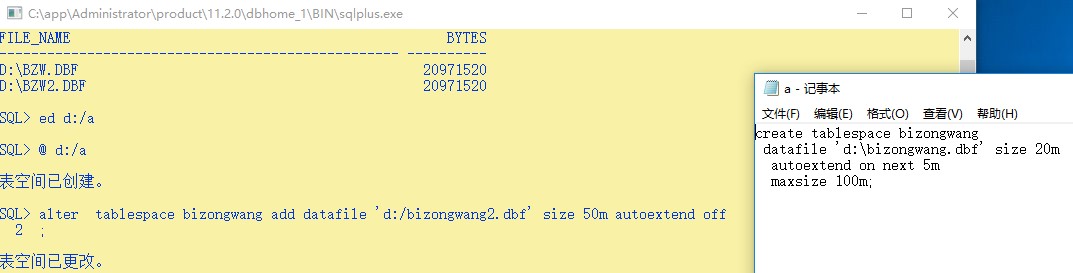 C:\app\Administrator\product\11.2.0\dbhome_1\BIN\sqlplus.exe
FILE_NAME                                               BYTES
-------------------------------------------------- ----------
D:\BZW.DBF                                           20971520
D:\BZW2.DBF                                          20971520
SQL> ed d:/a
SQL> @ d:/a
表空间已创建。
SQL> alter  tablespace bizongwang add datafile 'd:/bizongwang2.dbf' size 50m autoextend off
  2  ;
表空间已更改。
a - 记事本
文件(F) 编辑(E) 格式(O) 查看(V) 帮助(H)
create tablespace bizongwang
 datafile 'd:\bizongwang.dbf' size 20m
  autoextend on next 5m
  maxsize 100m;